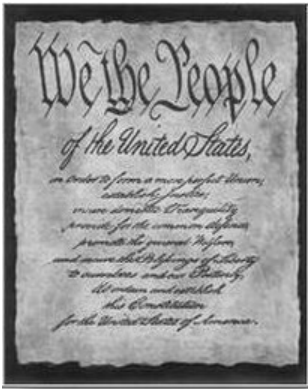 We the People
of the United States,
in Order to form a more perfect Union,
establish Justice,
insure domestic Tranquility,
provide for the common defence,
promote the general Welfare,
and secure the Blessings of Liberty
to ourselves and our Posterity,
do ordain and establish
this Constitution
for the United States of America.